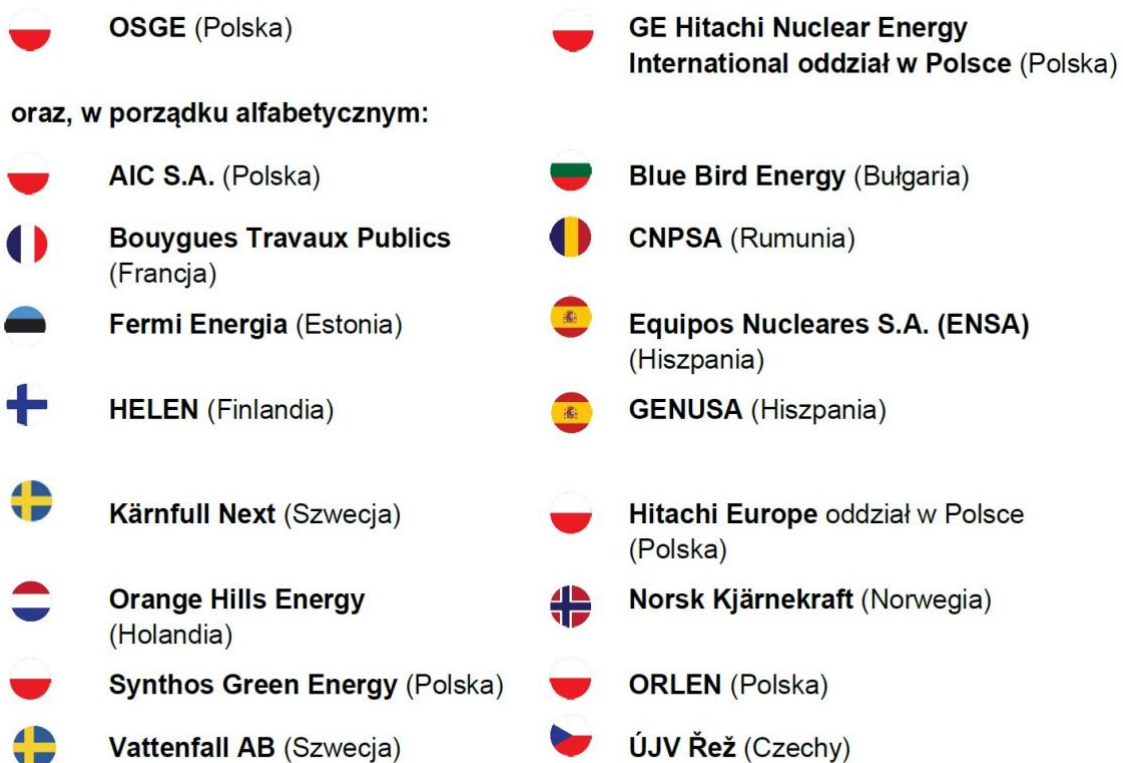 OSGE (Polska)
GE Hitachi Nuclear Energy
International oddział w Polsce (Polska)
oraz, w porządku alfabetycznym:
AIC S.A. (Polska)
Blue Bird Energy (Bułgaria)
Bouygues Travaux Publics
(Francja)
CNPSA (Rumunia)
Fermi Energia (Estonia)
Equipos Nucleares S.A. (ENSA)
(Hiszpania)
HELEN (Finlandia)
GENUSA (Hiszpania)
Kärnfull Next (Szwecja)
Hitachi Europe oddział w Polsce
(Polska)
Orange Hills Energy
(Holandia)
Norsk Kjärnekraft (Norwegia)
Synthos Green Energy (Polska)
ORLEN (Polska)
Vattenfall AB (Szwecja)
ÚJV Řež (Czechy)